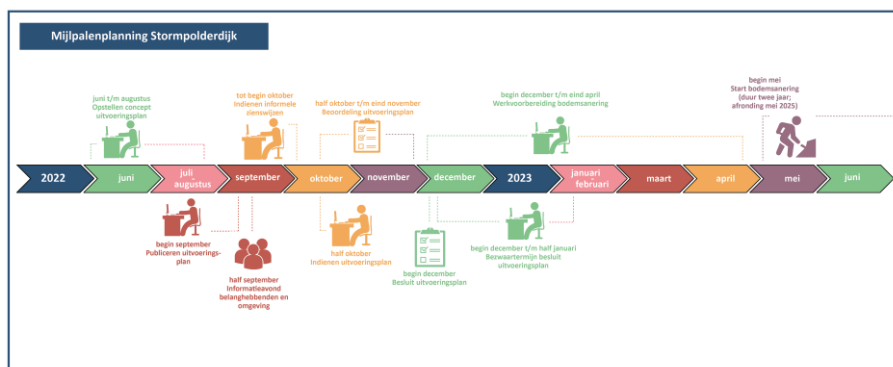 Mijlpalenplanning Stormpolderdijk
juni t/m augustus
Opstellen concept
uitvoeringsplan
tot begin oktober
Indienen informele
zienswijzen
half oktober t/m eind november
Beoordeling uitvoeringsplan
begin december t/m eind april
Werkvoorbereiding bodemsanering
begin mei
Start bodemsanering
(duur twee jaar;
afronding mei 2025)
2022
juni
juli -
augustus
september
oktober
november
december
2023
januari -
februari
maart
april
mei
juni
begin september
Publiceren uitvoerings-
plan
half september
Informatieavond
belanghebbenden en
omgeving
half oktober
Indienen uitvoeringsplan
begin december
Besluit uitvoeringsplan
begin december t/m half januari
Bezwaartermijn besluit
uitvoeringsplan